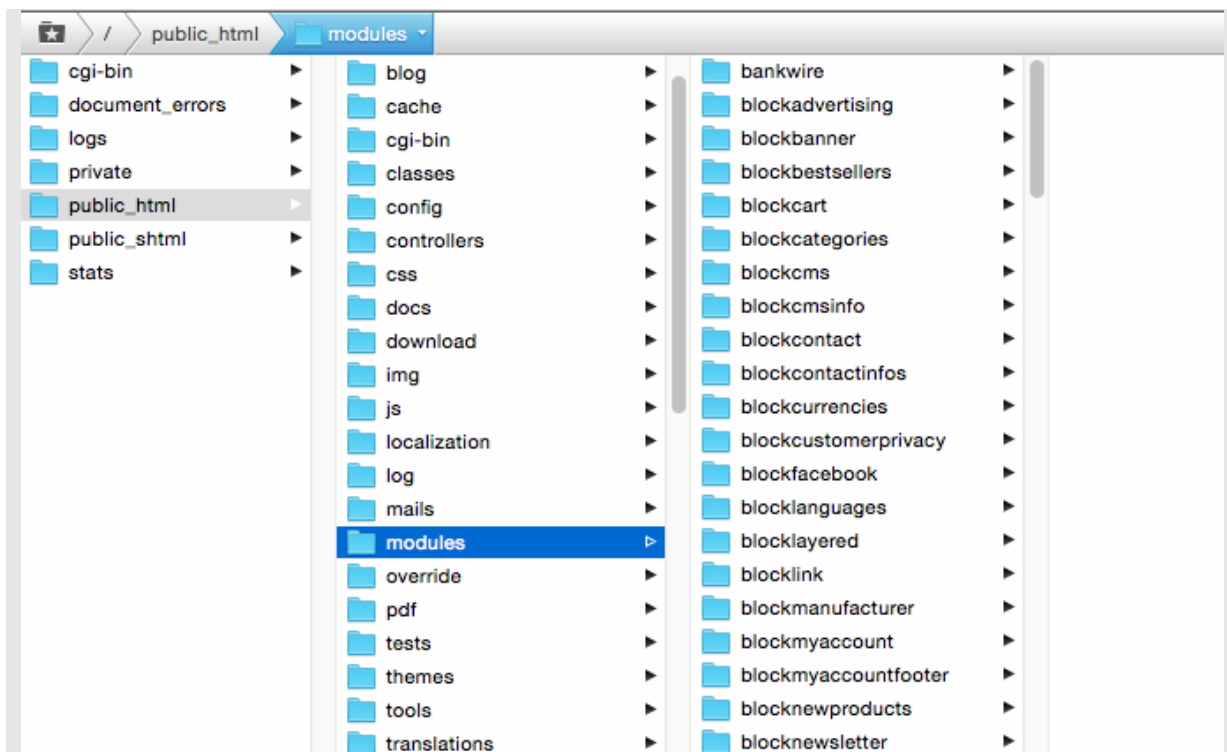 / public_html modules
cgi-bin
document_errors
logs
private
public_html
public_shtml
stats
blog
cache
cgi-bin
classes
config
controllers
css
docs
download
img
js
localization
log
mails
modules
override
pdf
tests
themes
tools
translations
bankwire
blockadvertising
blockbanner
blockbestsellers
blockcart
blockcategories
blockcms
blockcmsinfo
blockcontact
blockcontactinfos
blockcurrencies
blockcustomerprivacy
blockfacebook
blocklanguages
blocklayered
blocklink
blockmanufacturer
blockmyaccount
blockmyaccountfooter
blocknewproducts
blocknewsletter